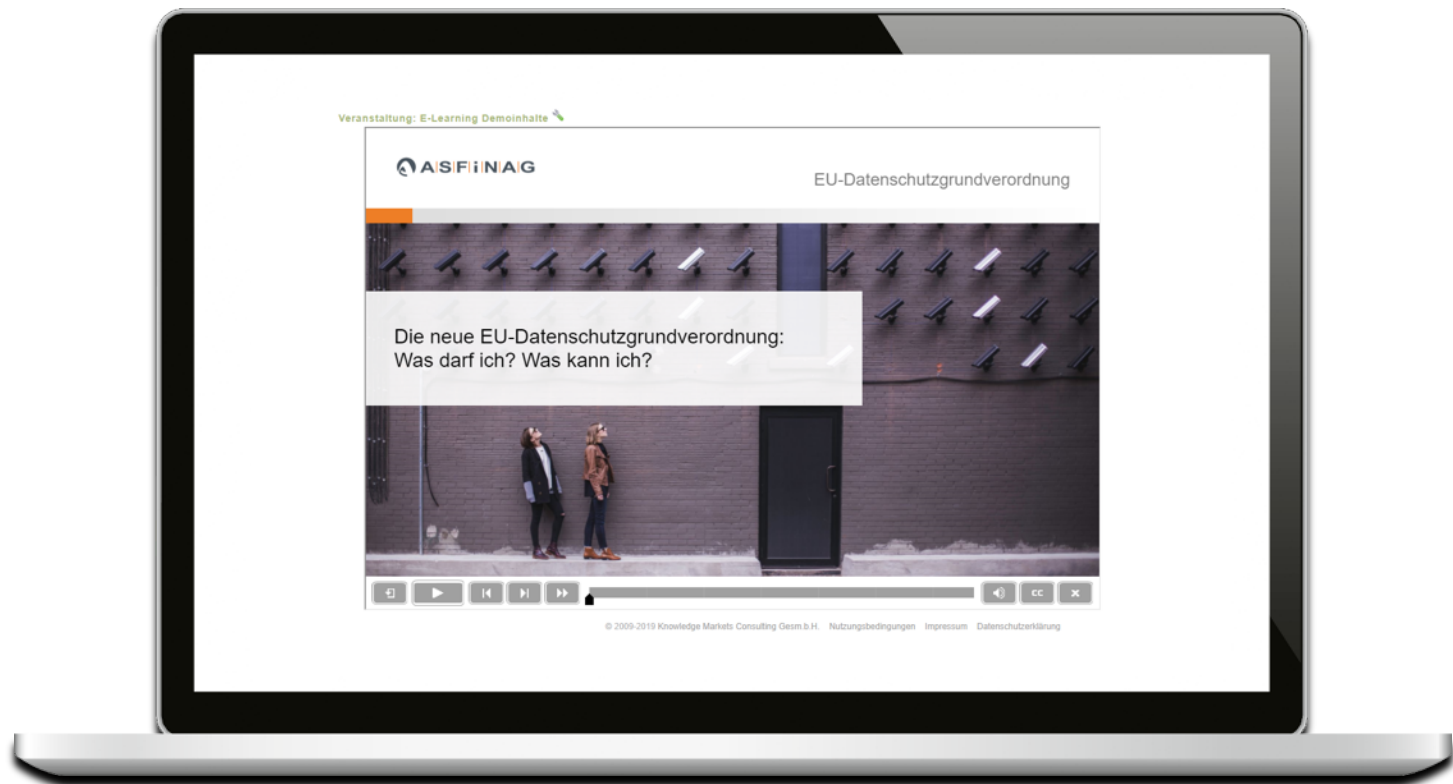 Veranstaltung: E-Learning Demoinhalte
ASFiNAG
EU-Datenschutzgrundverordnung
Die neue EU-Datenschutzgrundverordnung:
Was darf ich? Was kann ich?
CC
© 2009-2019 Knowledge Markets Consulting Gesm.b.H. Nutzungsbedingungen Impressum Datenschutzerklärung